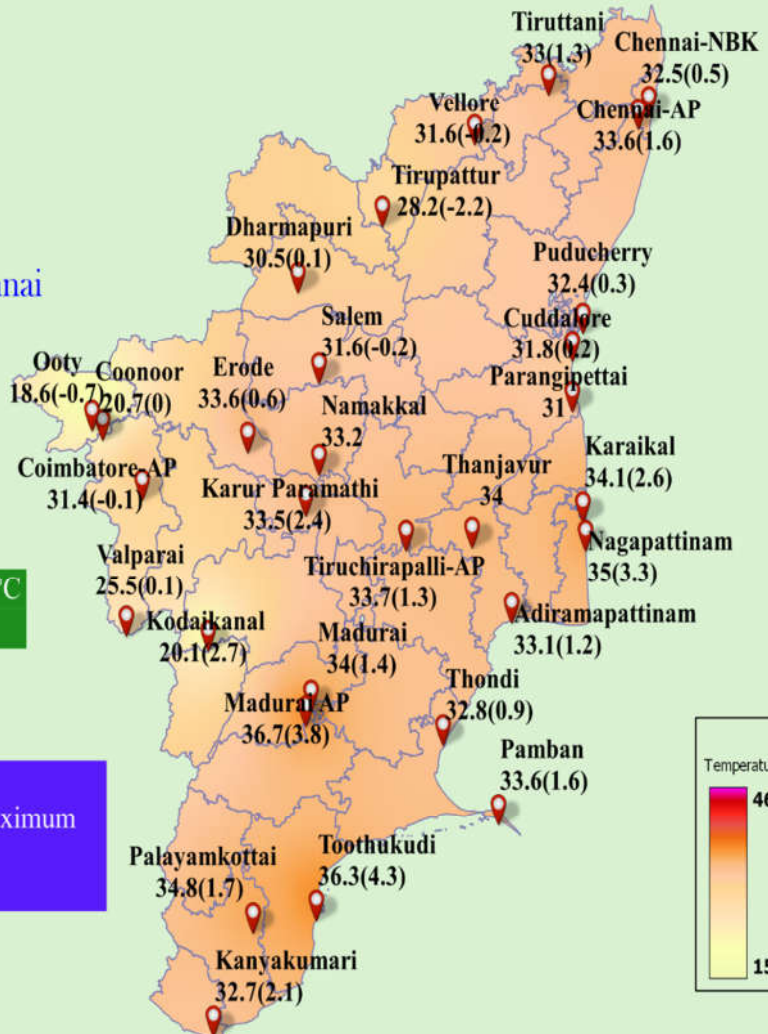 Tiruttani
33(1.3)
Chennai-NBK
32.5(0.5)
Vellore
31.6(-0.2)
Chennai-AP
33.6(1.6)
Tirupattur
28.2(-2.2)
Dharmapuri
30.5(0.1)
Puducherry
32.4(0.3)
Salem
31.6(-0.2)
Cuddalore
31.8(0.2)
Ooty
18.6(-0.7)
Coonoor
20.7(0)
Erode
33.6(0.6)
Parangipettai
31
Namakkal
33.2
Karaikal
34.1(2.6)
Coimbatore-AP
31.4(-0.1)
Karur Paramathi
33.5(2.4)
Thanjavur
34
Valparai
25.5(0.1)
Tiruchirapalli-AP
33.7(1.3)
Nagapattinam
35(3.3)
°C
Kodaikanal
20.1(2.7)
Madurai
34(1.4)
Adiramapattinam
33.1(1.2)
Madurai AP
36.7(3.8)
Thondi
32.8(0.9)
Pamban
33.6(1.6)
Palayamkottai
34.8(1.7)
Toothukudi
36.3(4.3)
Kanyakumari
32.7(2.1)
46
15